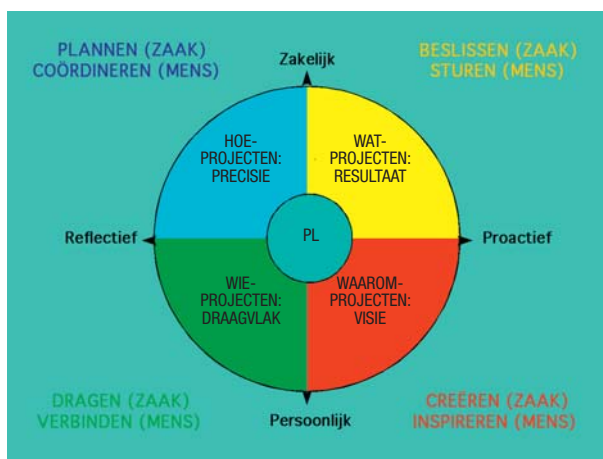 PLANNEN (ZAAK)
COÖRDINEREN (MENS)
Zakelijk
BESLISSEN (ZAAK)
STUREN (MENS)
HOE-
PROJECTEN:
PRECISIE
WAT-
PROJECTEN:
RESULTAAT
Reflectief
PL
Proactief
WIE-
PROJECTEN:
DRAAGVLAK
WAAROM-
PROJECTEN:
VISIE
DRAGEN (ZAAK)
VERBINDEN (MENS)
Persoonlijk
CREËREN (ZAAK)
INSPIREREN (MENS)